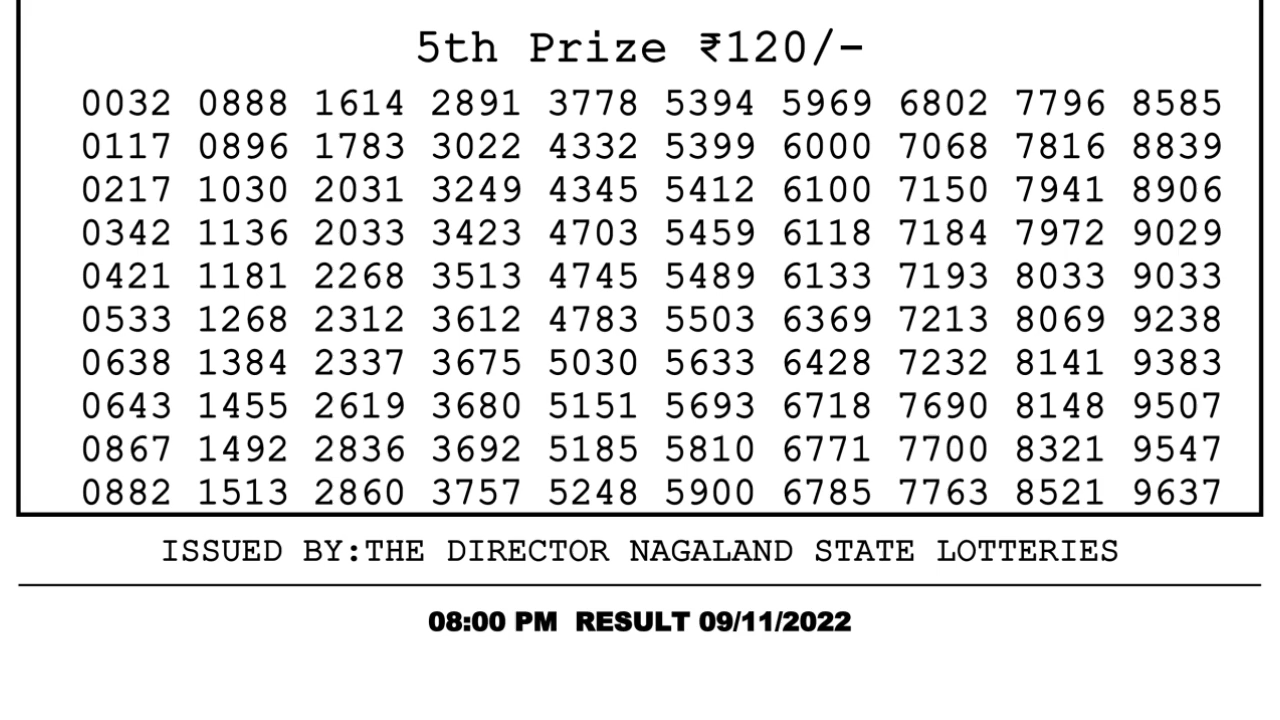 5th Prize ₹120/-
0032 0888 1614 2891 3778 5394 5969 6802 7796 8585
0117 0896 1783 3022 4332 5399 6000 7068 7816 8839
0217 1030 2031 3249 4345 5412 6100 7150 7941 8906
0342 1136 2033 3423 4703 5459 6118 7184 7972 9029
0421 1181 2268 3513 4745 5489 6133 7193 8033 9033
0533 1268 2312 3612 4783 5503 6369 7213 8069 9238
0638 1384 2337 3675 5030 5633 6428 7232 8141 9383
0643 1455 2619 3680 5151 5693 6718 7690 8148 9507
0867 1492 2836 3692 5185 5810 6771 7700 8321 9547
0882 1513 2860 3757 5248 5900 6785 7763 8521 9637
ISSUED BY:THE DIRECTOR NAGALAND STATE LOTTERIES
08:00 PM RESULT 09/11/2022